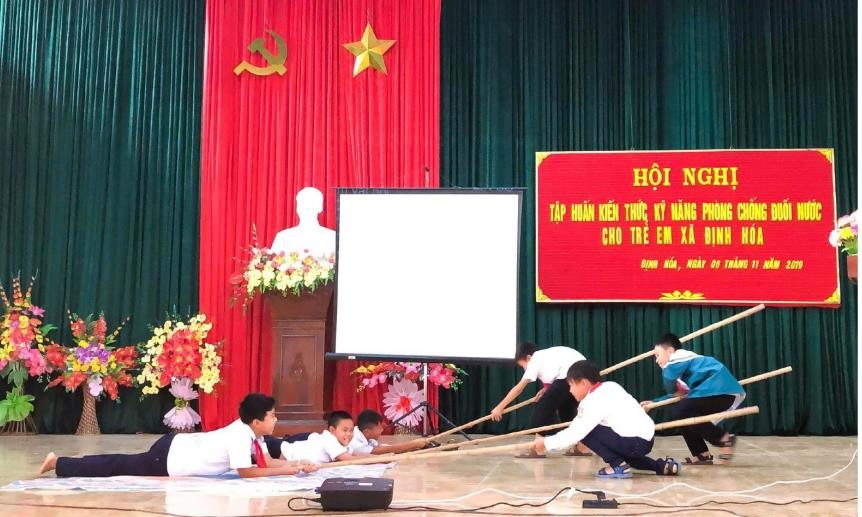 HỘI NGHỊ
TẬP HUẤN KIẾN THỨC, KỸ NĂNG PHÒNG CHỐNG ĐUỐI NƯỚC
CHO TRẺ EM XÃ ĐỊNH HÓA
ĐỊNH HÓA, NGÀY 08 THÁNG 11 NĂM 2019